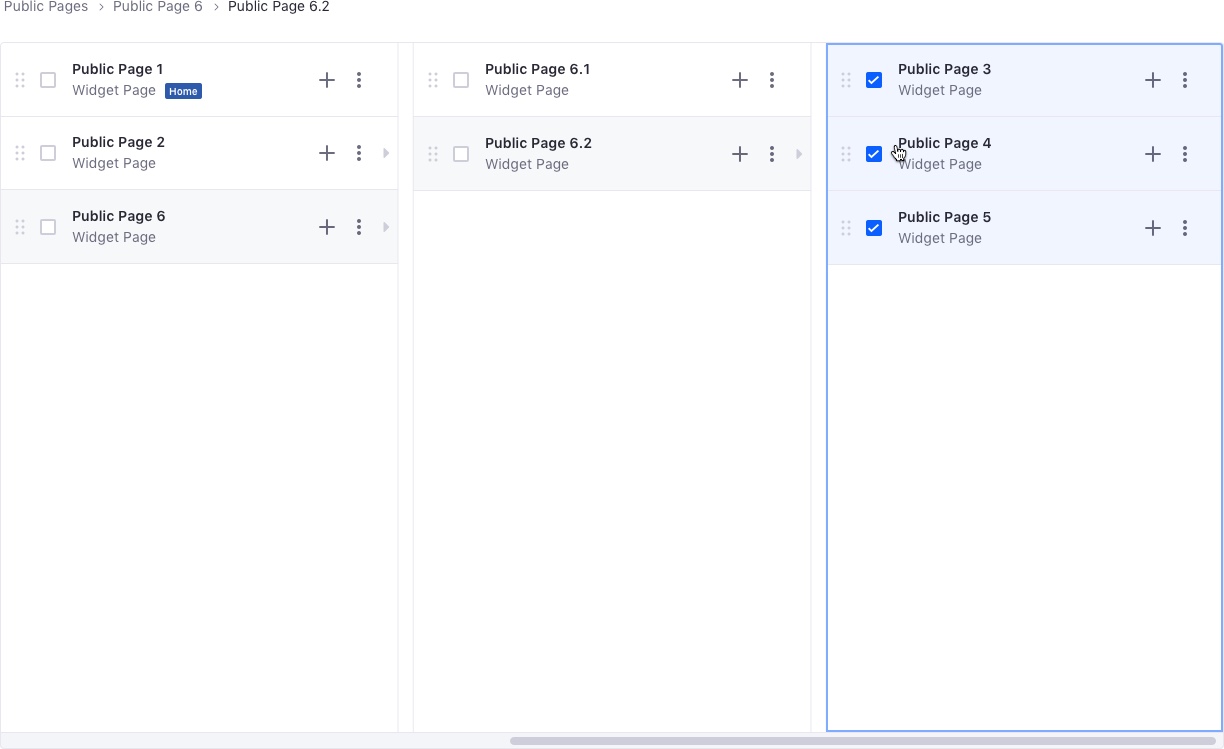 Public Pages > Public Page 6 > Public Page 6.2
Public Page 1
Widget Page Home
Public Page 2
Widget Page
Public Page 6
Widget Page
Public Page 6.1
Widget Page
Public Page 6.2
Widget Page
Public Page 3
Widget Page
Public Page 4
Widget Page
Public Page 5
Widget Page